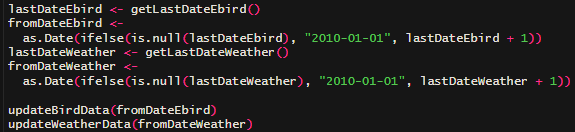 lastDateEbird <- getLastDateEbird()
fromDateEbird <-
  as.Date(ifelse(is.null(lastDateEbird), "2010-01-01", lastDateEbird + 1))
lastDateWeather <- getLastDateWeather()
fromDateWeather <-
  as.Date(ifelse(is.null(lastDateWeather), "2010-01-01", lastDateWeather + 1))

updateBirdData(fromDateEbird)
updateWeatherData(fromDateWeather)